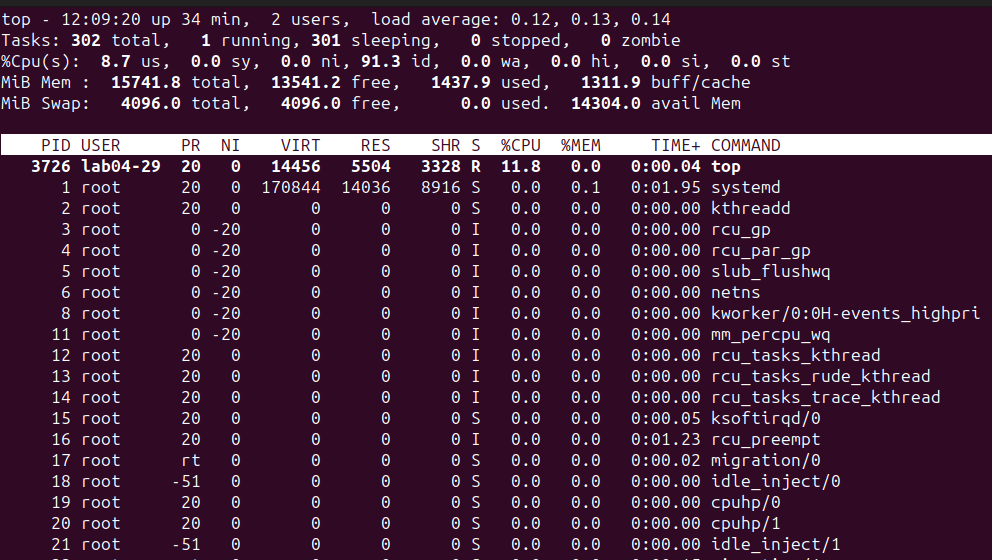 top - 12:09:20 up 34 min,  2 users,  load average: 0.12, 0.13, 0.14
Tasks: 302 total,   1 running, 301 sleeping,   0 stopped,   0 zombie
%Cpu(s):  8.7 us,  0.0 sy,  0.0 ni, 91.3 id,  0.0 wa,  0.0 hi,  0.0 si,  0.0 st
MiB Mem :  15741.8 total,  13541.2 free,   1437.9 used,   1311.9 buff/cache
MiB Swap:   4096.0 total,   4096.0 free,      0.0 used.  14304.0 avail Mem
PID USER      PR  NI    VIRT    RES    SHR S  %CPU  %MEM     TIME+ COMMAND
3726 lab04-29  20   0   14456   5504   3328 R  11.8   0.0   0:00.04 top
1 root      20   0  170844  14036   8916 S   0.0   0.1   0:01.95 systemd
2 root      20   0       0      0      0 S   0.0   0.0   0:00.00 kthreadd
3 root       0 -20       0      0      0 I   0.0   0.0   0:00.00 rcu_gp
4 root       0 -20       0      0      0 I   0.0   0.0   0:00.00 rcu_par_gp
5 root       0 -20       0      0      0 I   0.0   0.0   0:00.00 slub_flushwq
6 root       0 -20       0      0      0 I   0.0   0.0   0:00.00 netns
8 root       0 -20       0      0      0 I   0.0   0.0   0:00.00 kworker/0:0H-events_highpri
11 root       0 -20       0      0      0 I   0.0   0.0   0:00.00 mm_percpu_wq
12 root      20   0       0      0      0 I   0.0   0.0   0:00.00 rcu_tasks_kthread
13 root      20   0       0      0      0 I   0.0   0.0   0:00.00 rcu_tasks_rude_kthread
14 root      20   0       0      0      0 I   0.0   0.0   0:00.00 rcu_tasks_trace_kthread
15 root      20   0       0      0      0 S   0.0   0.0   0:00.05 ksoftirqd/0
16 root      20   0       0      0      0 I   0.0   0.0   0:01.23 rcu_preempt
17 root      rt   0       0      0      0 S   0.0   0.0   0:00.02 migration/0
18 root     -51   0       0      0      0 S   0.0   0.0   0:00.00 idle_inject/0
19 root      20   0       0      0      0 S   0.0   0.0   0:00.00 cpuhp/0
20 root      20   0       0      0      0 S   0.0   0.0   0:00.00 cpuhp/1
21 root     -51   0       0      0      0 S   0.0   0.0   0:00.00 idle_inject/1